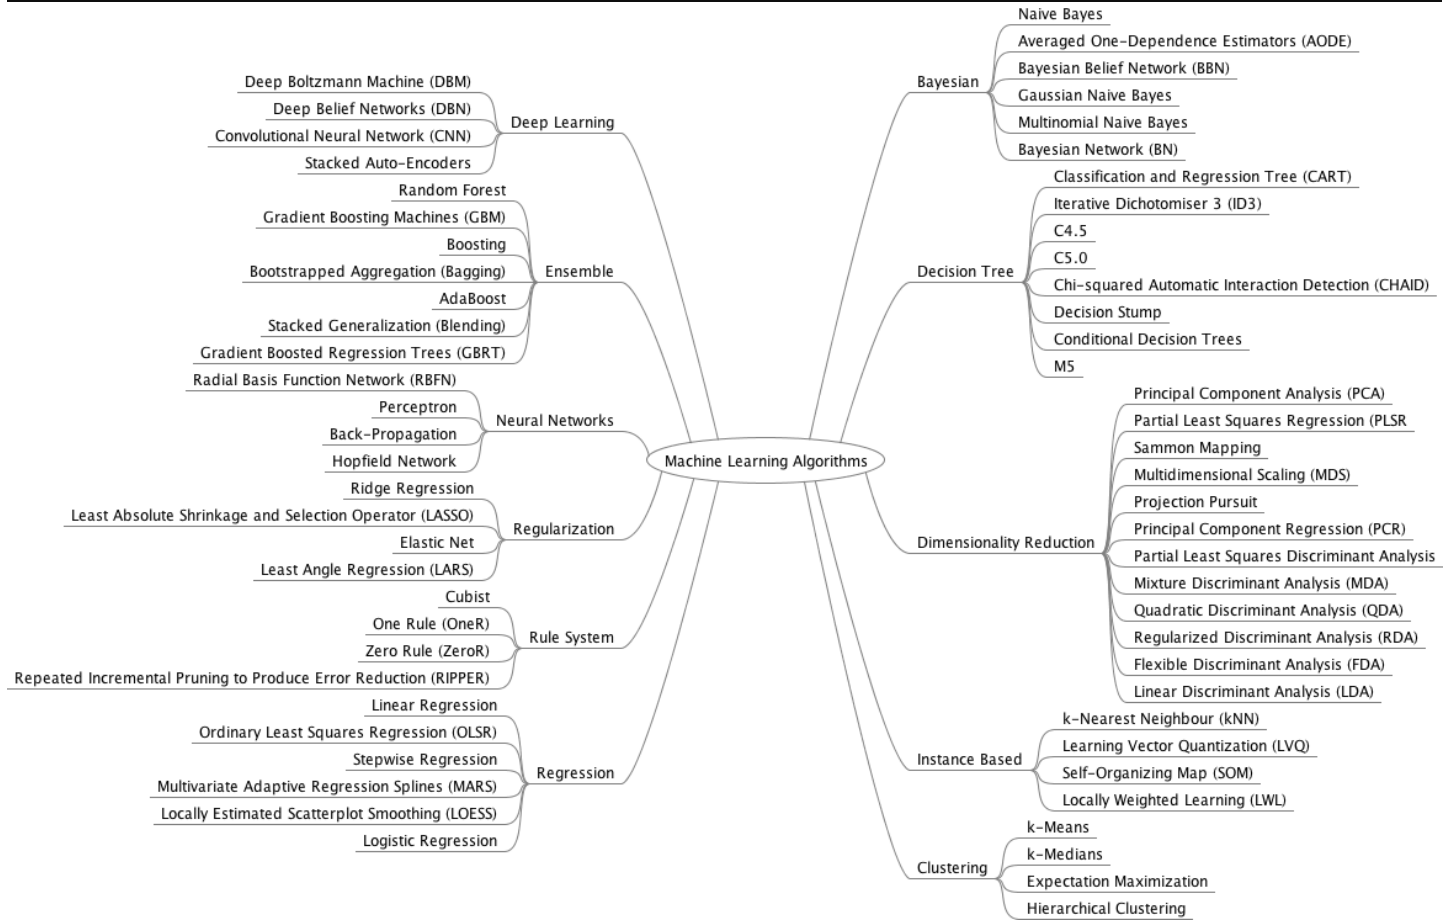 Machine Learning Algorithms
Deep Learning
Deep Boltzmann Machine (DBM)
Deep Belief Networks (DBN)
Convolutional Neural Network (CNN)
Stacked Auto-Encoders
Ensemble
Random Forest
Gradient Boosting Machines (GBM)
Boosting
Bootstrapped Aggregation (Bagging)
AdaBoost
Stacked Generalization (Blending)
Gradient Boosted Regression Trees (GBRT)
Neural Networks
Radial Basis Function Network (RBFN)
Perceptron
Back-Propagation
Hopfield Network
Regularization
Ridge Regression
Least Absolute Shrinkage and Selection Operator (LASSO)
Elastic Net
Least Angle Regression (LARS)
Rule System
Cubist
One Rule (OneR)
Zero Rule (ZeroR)
Repeated Incremental Pruning to Produce Error Reduction (RIPPER)
Regression
Linear Regression
Ordinary Least Squares Regression (OLSR)
Stepwise Regression
Multivariate Adaptive Regression Splines (MARS)
Locally Estimated Scatterplot Smoothing (LOESS)
Logistic Regression
Bayesian
Naive Bayes
Averaged One-Dependence Estimators (AODE)
Bayesian Belief Network (BBN)
Gaussian Naive Bayes
Multinomial Naive Bayes
Bayesian Network (BN)
Decision Tree
Classification and Regression Tree (CART)
Iterative Dichotomiser 3 (ID3)
C4.5
C5.0
Chi-squared Automatic Interaction Detection (CHAID)
Decision Stump
Conditional Decision Trees
M5
Dimensionality Reduction
Principal Component Analysis (PCA)
Partial Least Squares Regression (PLSR
Sammon Mapping
Multidimensional Scaling (MDS)
Projection Pursuit
Principal Component Regression (PCR)
Partial Least Squares Discriminant Analysis
Mixture Discriminant Analysis (MDA)
Quadratic Discriminant Analysis (QDA)
Regularized Discriminant Analysis (RDA)
Flexible Discriminant Analysis (FDA)
Linear Discriminant Analysis (LDA)
Instance Based
k-Nearest Neighbour (kNN)
Learning Vector Quantization (LVQ)
Self-Organizing Map (SOM)
Locally Weighted Learning (LWL)
Clustering
k-Means
k-Medians
Expectation Maximization
Hierarchical Clustering